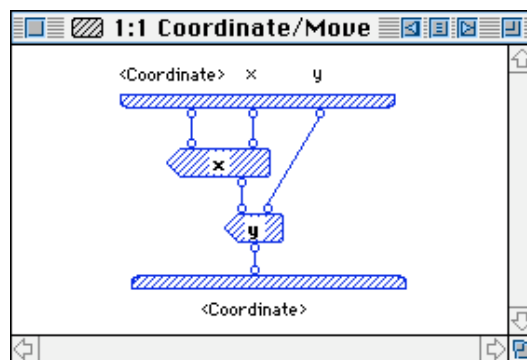 1:1 Coordinate/Move
<Coordinate> x y
x
y
<Coordinate>